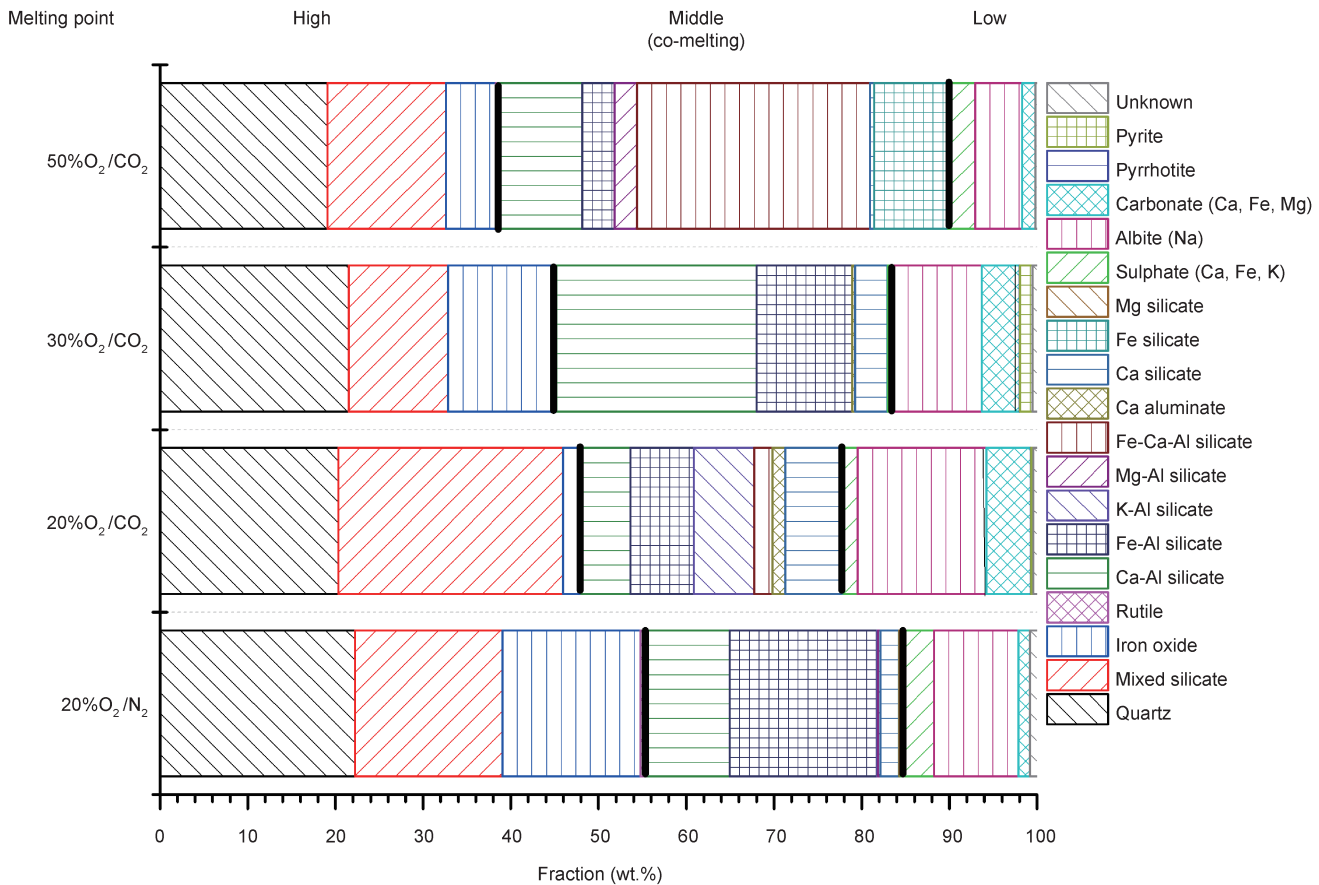 Melting point High Middle Low
(co-melting)
50%O₂/CO₂
30%O₂/CO₂
20%O₂/CO₂
20%O₂/N₂
Unknown
Pyrite
Pyrrhotite
Carbonate (Ca, Fe, Mg)
Albite (Na)
Sulphate (Ca, Fe, K)
Mg silicate
Fe silicate
Ca silicate
Ca aluminate
Fe-Ca-Al silicate
Mg-Al silicate
K-Al silicate
Fe-Al silicate
Ca-Al silicate
Rutile
Iron oxide
Mixed silicate
Quartz
0 10 20 30 40 50 60 70 80 90 100
Fraction (wt.%)